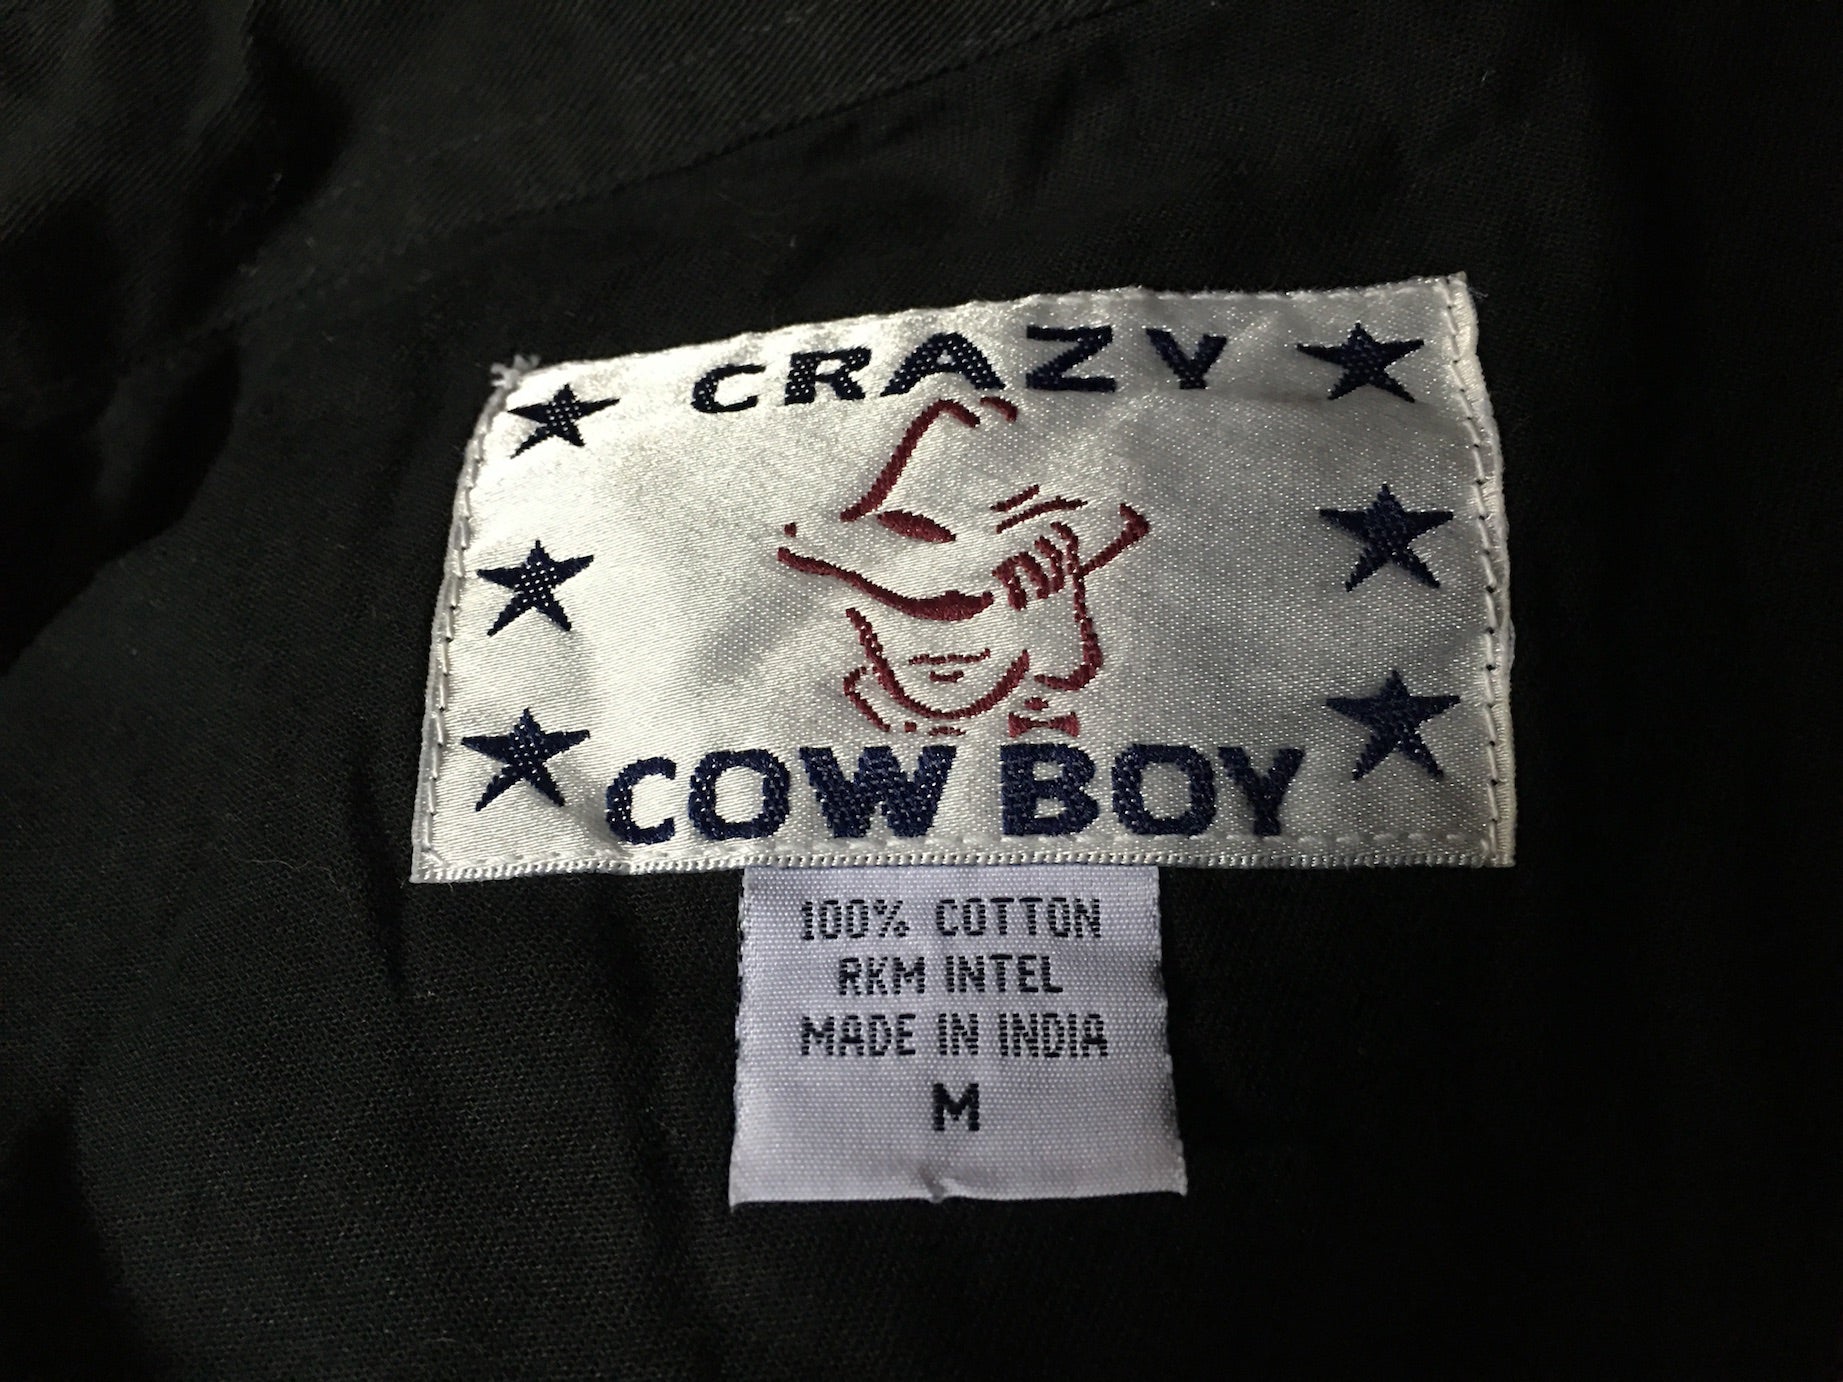 CRAZY
COW BOY
100% COTTON
RKM INTEL
MADE IN INDIA
M